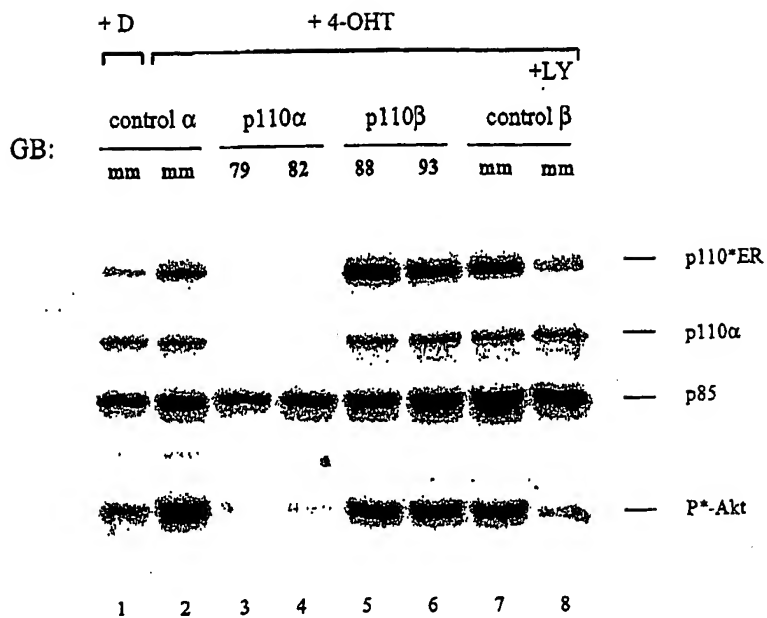 + D + 4-OHT
+LY
control α p110α p110β control β
GB:
mm mm 79 82 88 93 mm mm
p110*ER
p110α
p85
P*-Akt
1 2 3 4 5 6 7 8